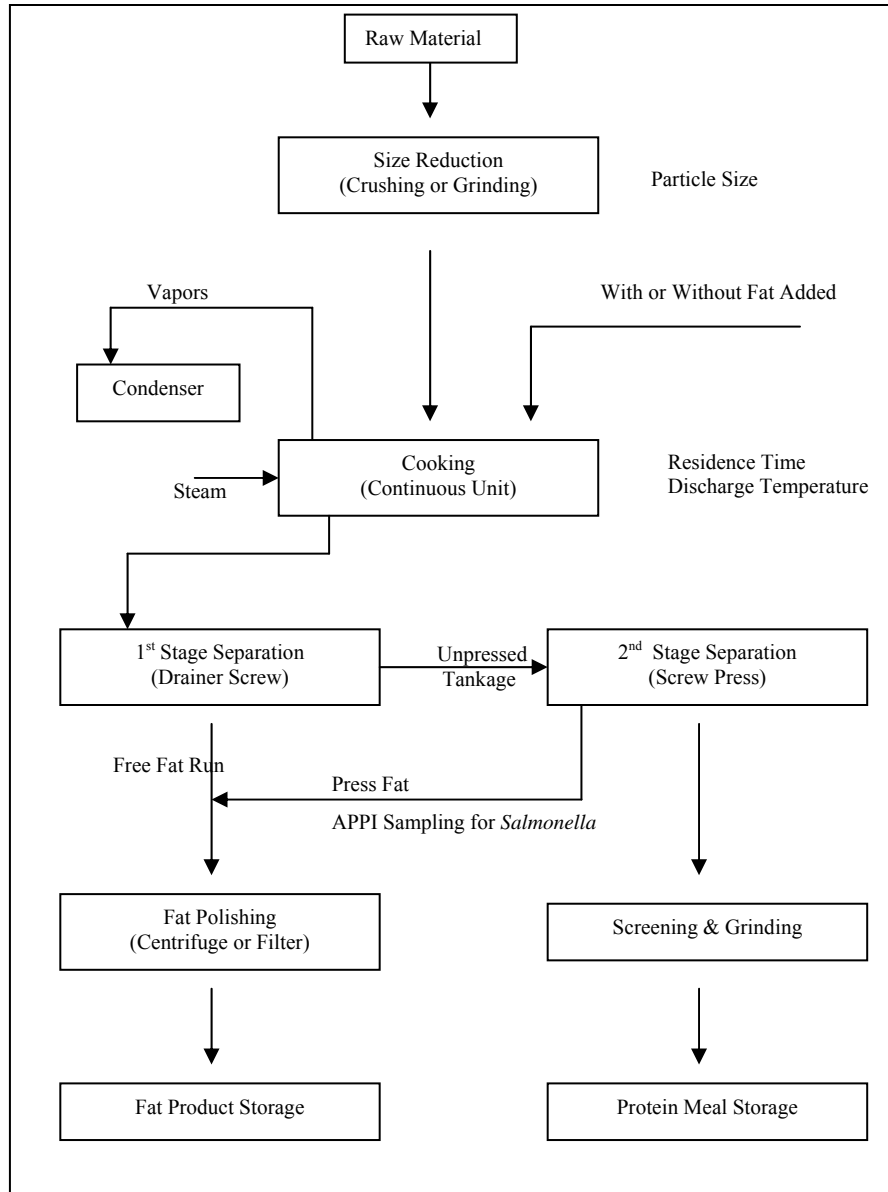 Raw Material
Size Reduction
(Crushing or Grinding)
Particle Size
Vapors
With or Without Fat Added
Condenser
Cooking
(Continuous Unit)
Steam
Residence Time
Discharge Temperature
1st Stage Separation
(Drainer Screw)
Unpressed
Tankage
2nd Stage Separation
(Screw Press)
Free Fat Run
Press Fat
APPI Sampling for Salmonella
Fat Polishing
(Centrifuge or Filter)
Screening & Grinding
Fat Product Storage
Protein Meal Storage